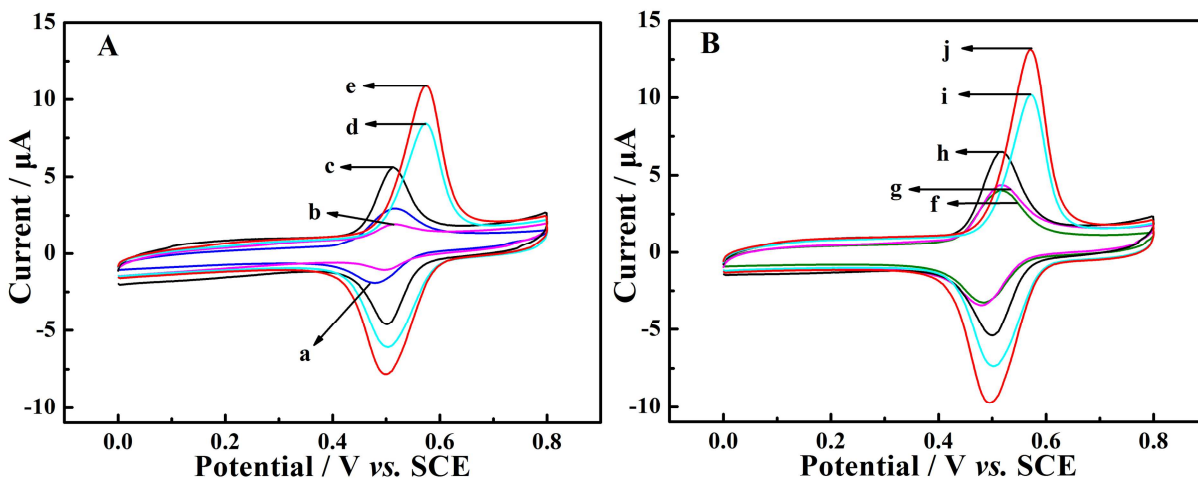 A
15
10
5
0
-5
-10
0.0 0.2 0.4 0.6 0.8
Current / µA
Potential / V vs. SCE
e
d
c
b
a
B
15
10
5
0
-5
-10
0.0 0.2 0.4 0.6 0.8
Current / µA
Potential / V vs. SCE
j
i
h
g
f